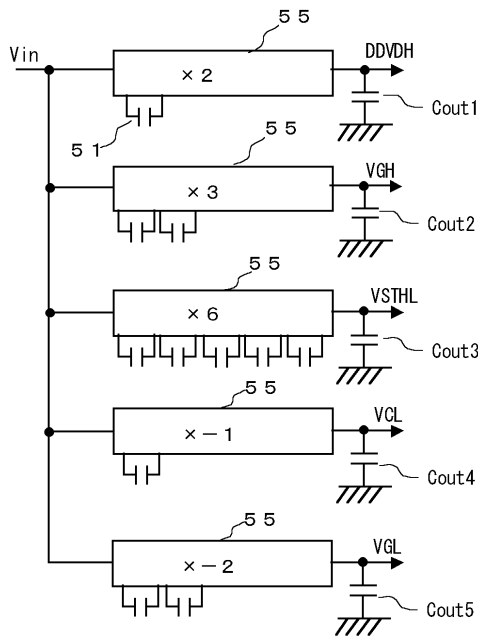 55
Vin
DDVDH
×2
Cout1
51
55
VGH
×3
Cout2
55
VSTHL
×6
Cout3
55
VCL
×-1
Cout4
55
VGL
×-2
Cout5